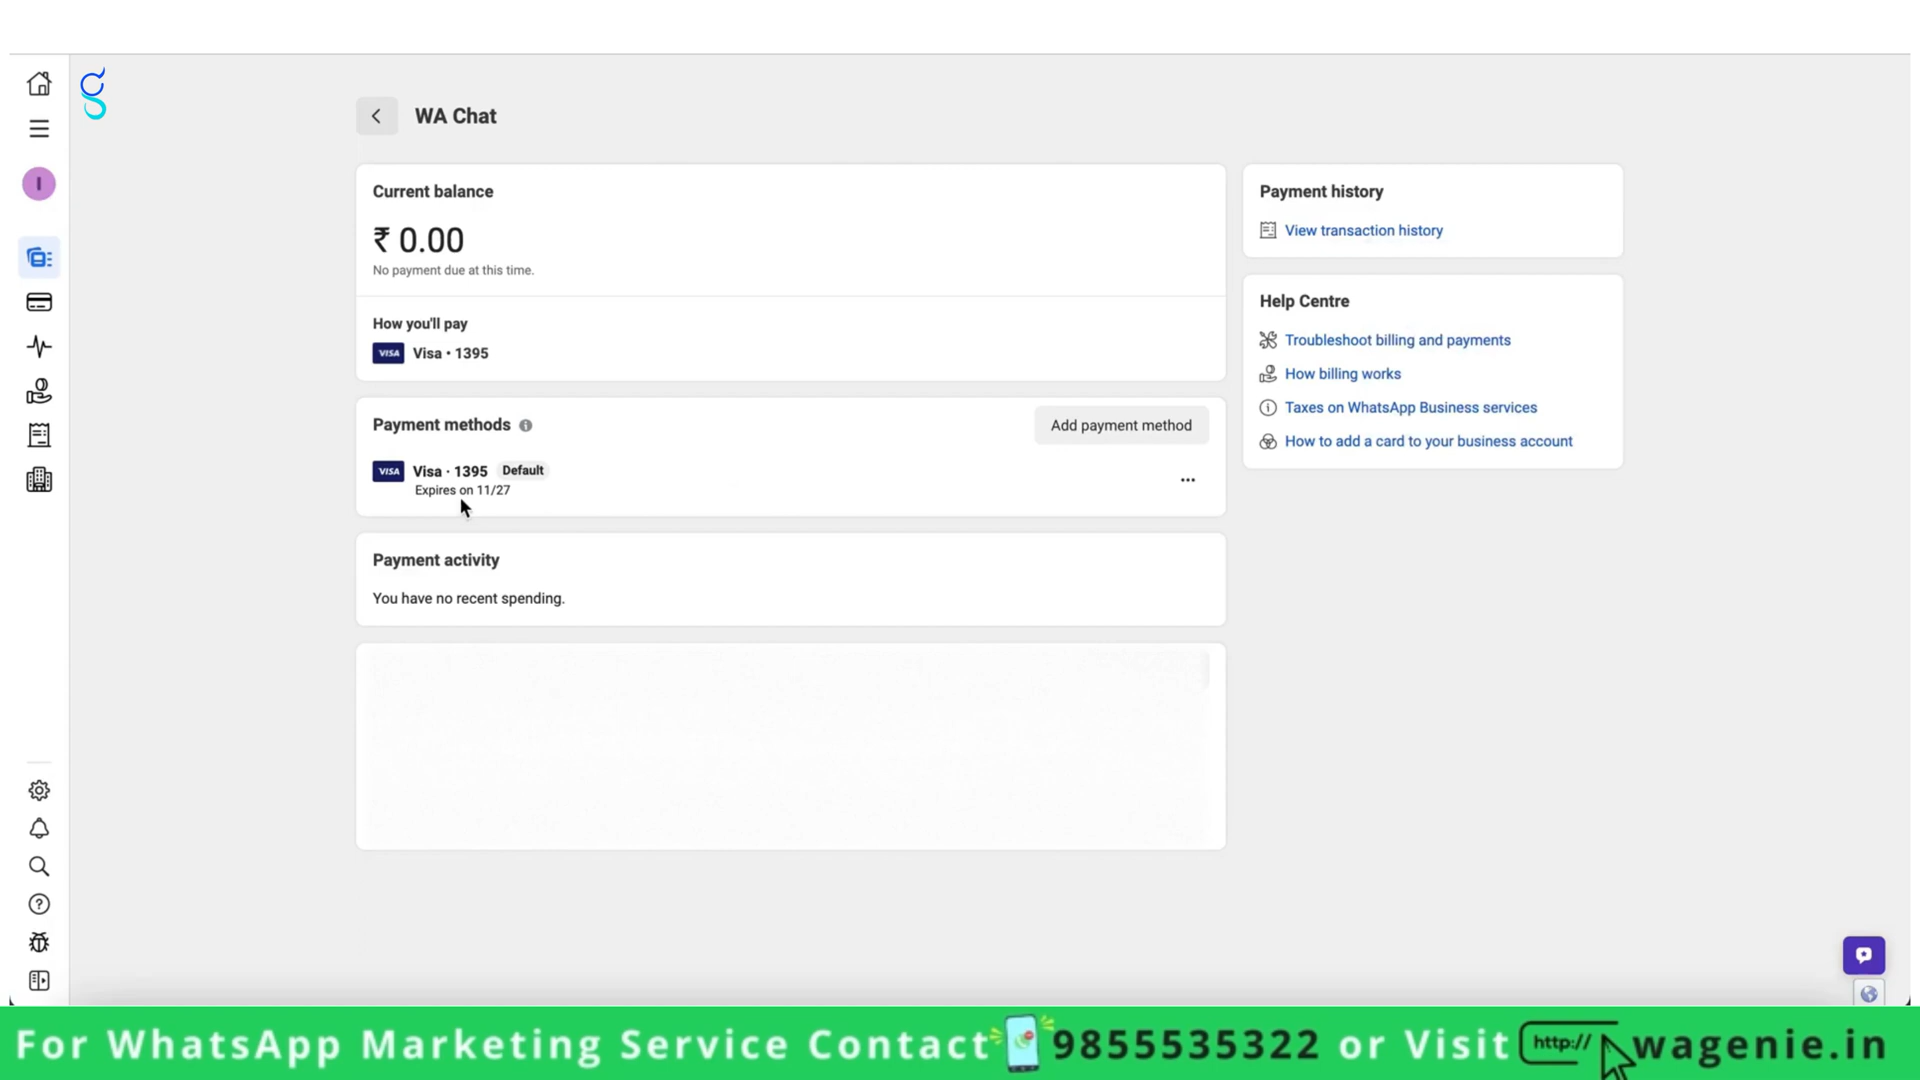 WA Chat
Current balance
₹ 0.00
No payment due at this time.
How you'll pay
VISA Visa • 1395
Payment methods
Add payment method
VISA Visa · 1395 Default
Expires on 11/27
Payment activity
You have no recent spending.
Payment history
View transaction history
Help Centre
Troubleshoot billing and payments
How billing works
Taxes on WhatsApp Business services
How to add a card to your business account
I
For WhatsApp Marketing Service Contact 9855535322 or Visit http:// wagenie.in